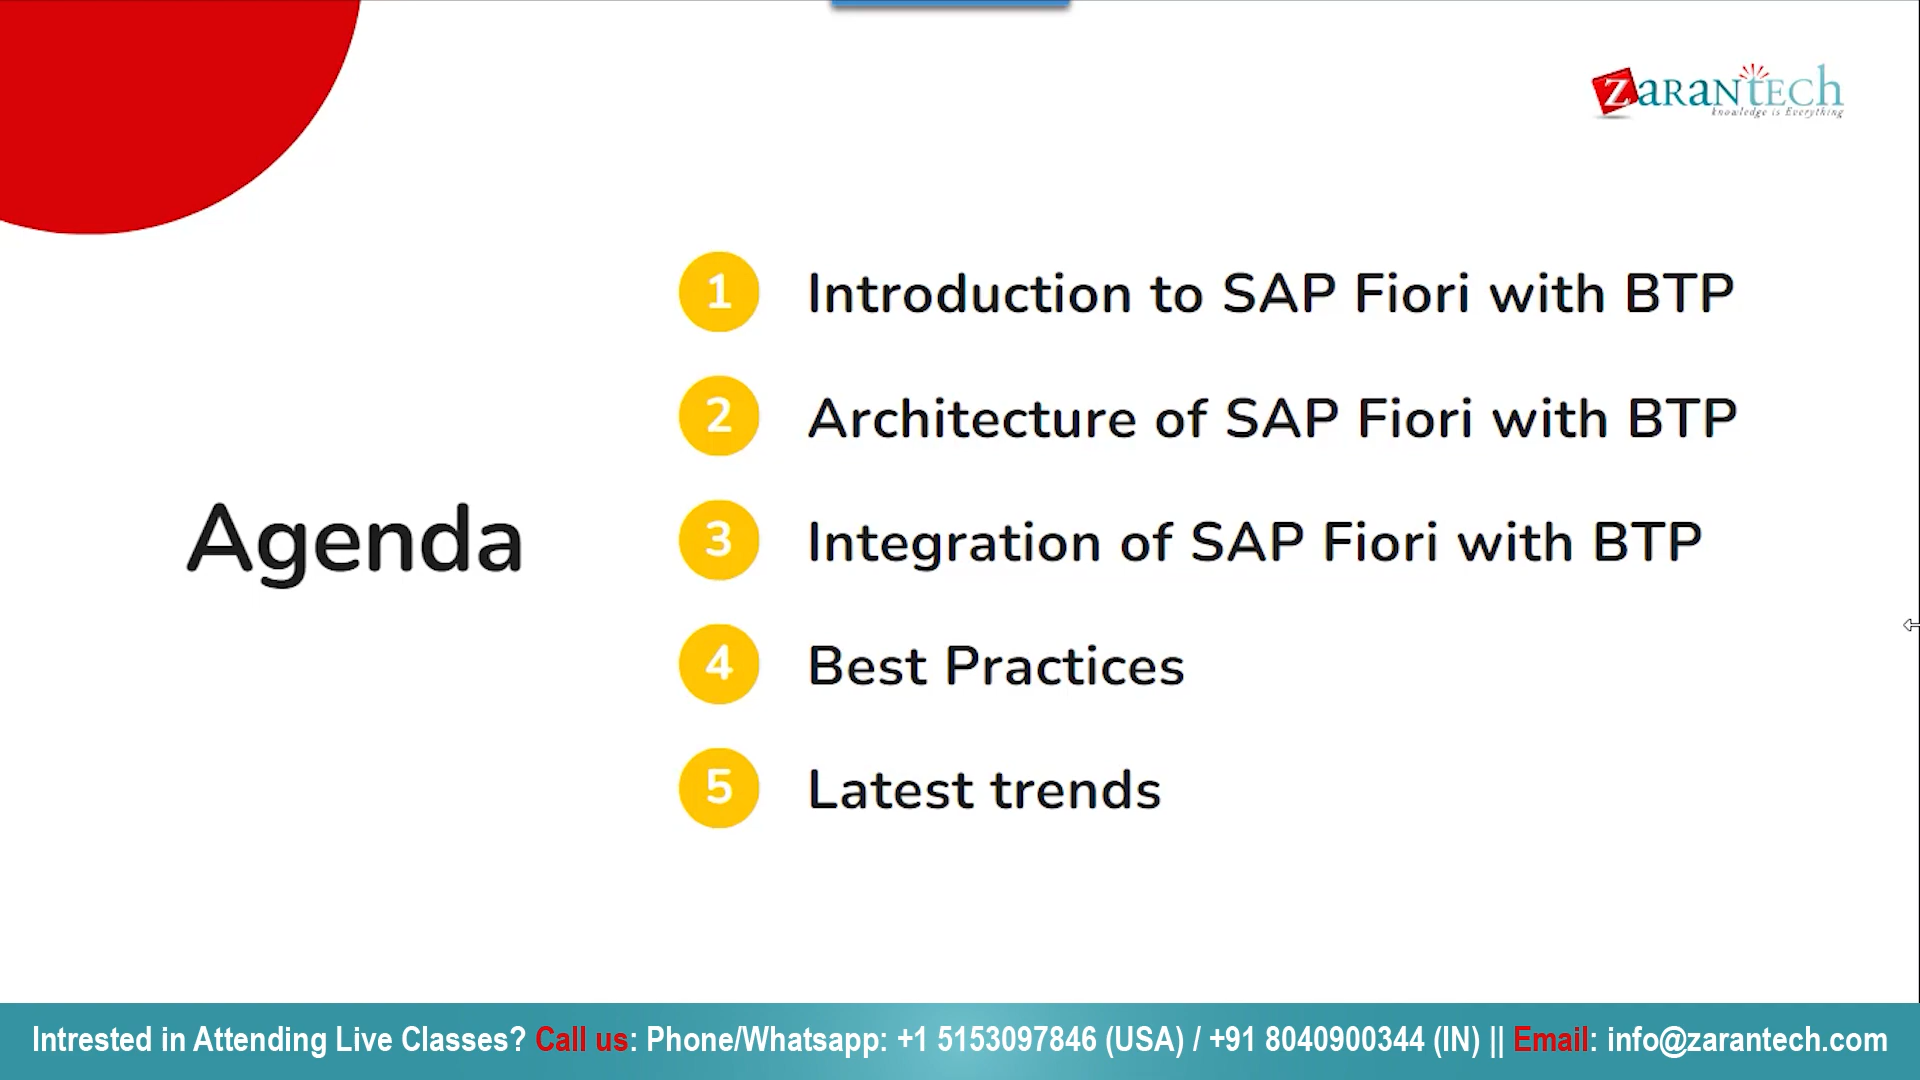 ZARANTECH
knowledge is Everything
Agenda
1 Introduction to SAP Fiori with BTP
2 Architecture of SAP Fiori with BTP
3 Integration of SAP Fiori with BTP
4 Best Practices
5 Latest trends
Intrested in Attending Live Classes? Call us: Phone/Whatsapp: +1 5153097846 (USA) / +91 8040900344 (IN) || Email: info@zarantech.com